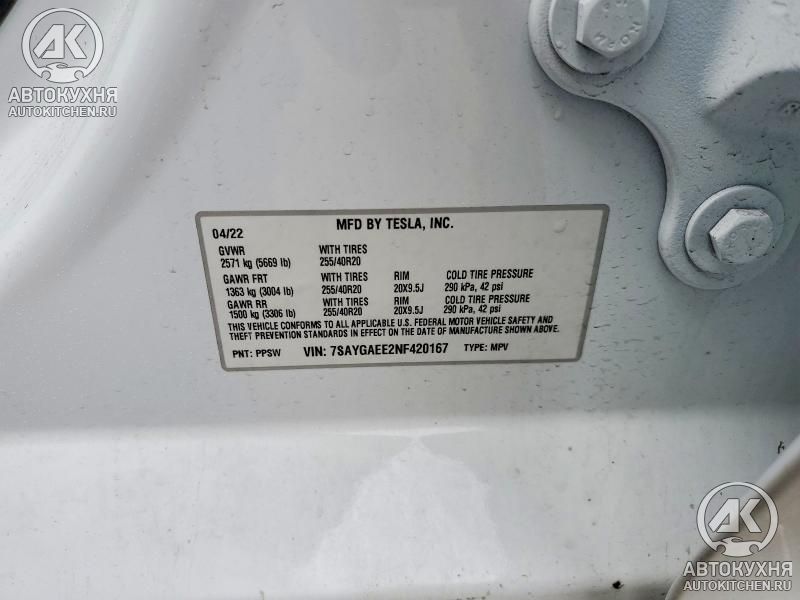 AK
АВТОКУХНЯ
AUTOKITCHEN.RU
04/22
MFD BY TESLA, INC.
GVWR WITH TIRES
2571 kg (5669 lb) 255/40R20
GAWR FRT WITH TIRES RIM COLD TIRE PRESSURE
1363 kg (3004 lb) 255/40R20 20X9.5J 290 kPa, 42 psi
GAWR RR WITH TIRES RIM COLD TIRE PRESSURE
1500 kg (3306 lb) 255/40R20 20X9.5J 290 kPa, 42 psi
THIS VEHICLE CONFORMS TO ALL APPLICABLE U.S. FEDERAL MOTOR VEHICLE SAFETY AND
THEFT PREVENTION STANDARDS IN EFFECT ON THE DATE OF MANUFACTURE SHOWN ABOVE.
PNT: PPSW VIN: 7SAYGAEE2NF420167 TYPE: MPV
AK
АВТОКУХНЯ
AUTOKITCHEN.RU